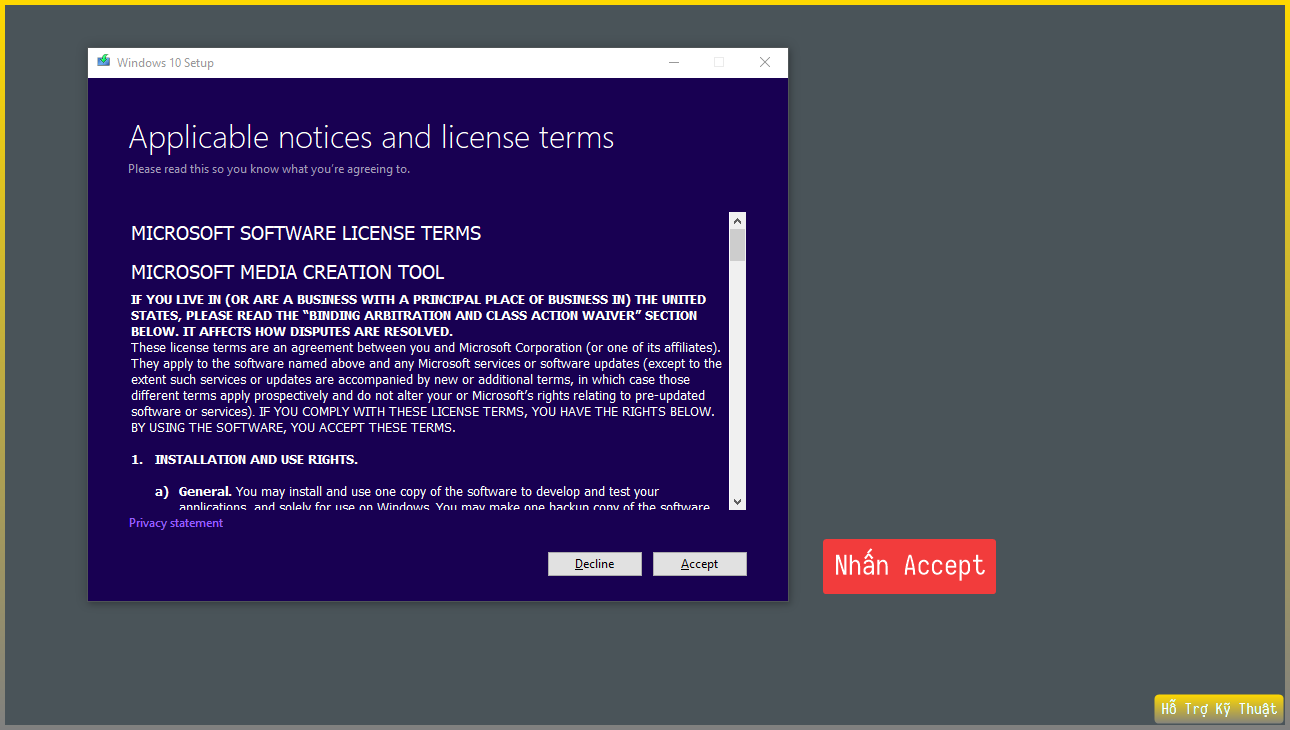 Windows 10 Setup
Applicable notices and license terms
Please read this so you know what you're agreeing to.
MICROSOFT SOFTWARE LICENSE TERMS
MICROSOFT MEDIA CREATION TOOL
IF YOU LIVE IN (OR ARE A BUSINESS WITH A PRINCIPAL PLACE OF BUSINESS IN) THE UNITED
STATES, PLEASE READ THE “BINDING ARBITRATION AND CLASS ACTION WAIVER” SECTION
BELOW. IT AFFECTS HOW DISPUTES ARE RESOLVED.
These license terms are an agreement between you and Microsoft Corporation (or one of its affiliates).
They apply to the software named above and any Microsoft services or software updates (except to the
extent such services or updates are accompanied by new or additional terms, in which case those
different terms apply prospectively and do not alter your or Microsoft’s rights relating to pre-updated
software or services). IF YOU COMPLY WITH THESE LICENSE TERMS, YOU HAVE THE RIGHTS BELOW.
BY USING THE SOFTWARE, YOU ACCEPT THESE TERMS.
1. INSTALLATION AND USE RIGHTS.
a) General. You may install and use one copy of the software to develop and test your
applications, and solely for use on Windows. You may make one backup copy of the software
Privacy statement
Decline
Accept
Nhấn Accept
Hỗ Trợ Kỹ Thuật